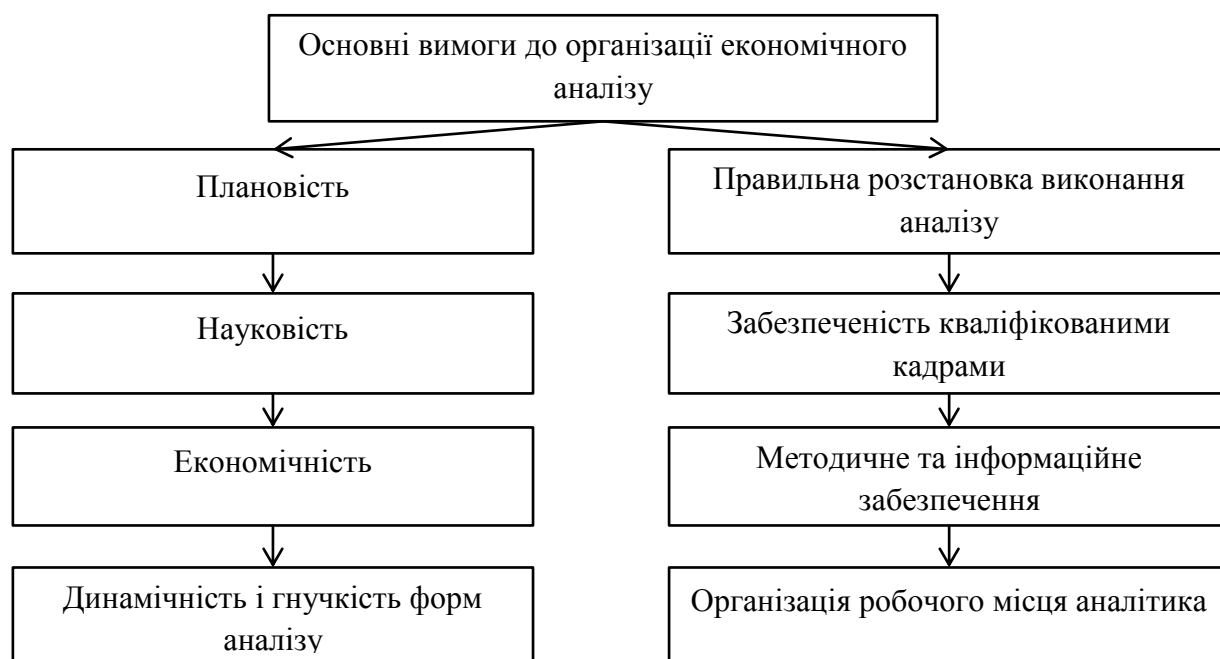 Основні вимоги до організації економічного
аналізу
Плановість
Правильна розстановка виконання
аналізу
Науковість
Забезпеченість кваліфікованими
кадрами
Економічність
Методичне та інформаційне
забезпечення
Динамічність і гнучкість форм
аналізу
Організація робочого місця аналітика